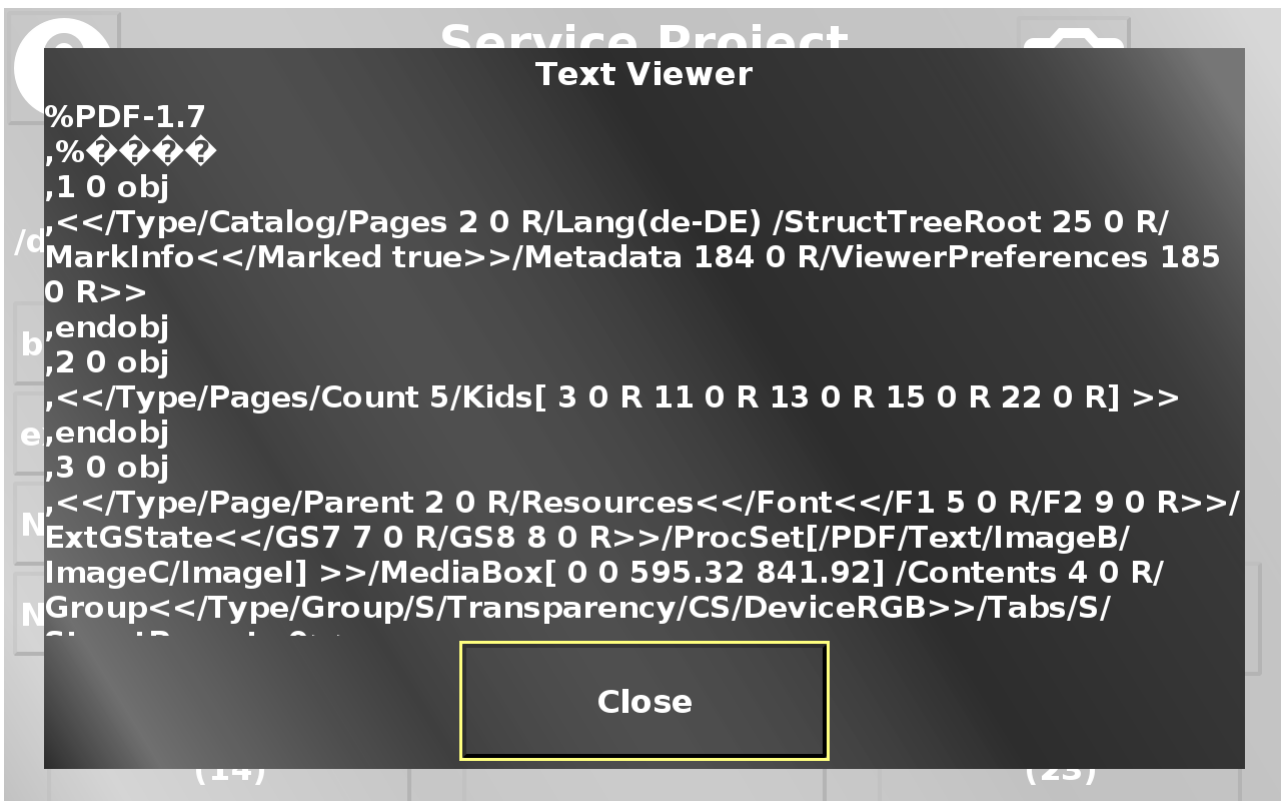 Service Project
Text Viewer
%PDF-1.7
,%����
,1 0 obj
,<</Type/Catalog/Pages 2 0 R/Lang(de-DE) /StructTreeRoot 25 0 R/
MarkInfo<</Marked true>>/Metadata 184 0 R/ViewerPreferences 185
0 R>>
,endobj
,2 0 obj
,<</Type/Pages/Count 5/Kids[ 3 0 R 11 0 R 13 0 R 15 0 R 22 0 R] >>
,endobj
,3 0 obj
,<</Type/Page/Parent 2 0 R/Resources<</Font<</F1 5 0 R/F2 9 0 R>>/
ExtGState<</GS7 7 0 R/GS8 8 0 R>>/ProcSet[/PDF/Text/ImageB/
ImageC/ImageI] >>/MediaBox[ 0 0 595.32 841.92] /Contents 4 0 R/
Group<</Type/Group/S/Transparency/CS/DeviceRGB>>/Tabs/S/
Close
(14)
(23)